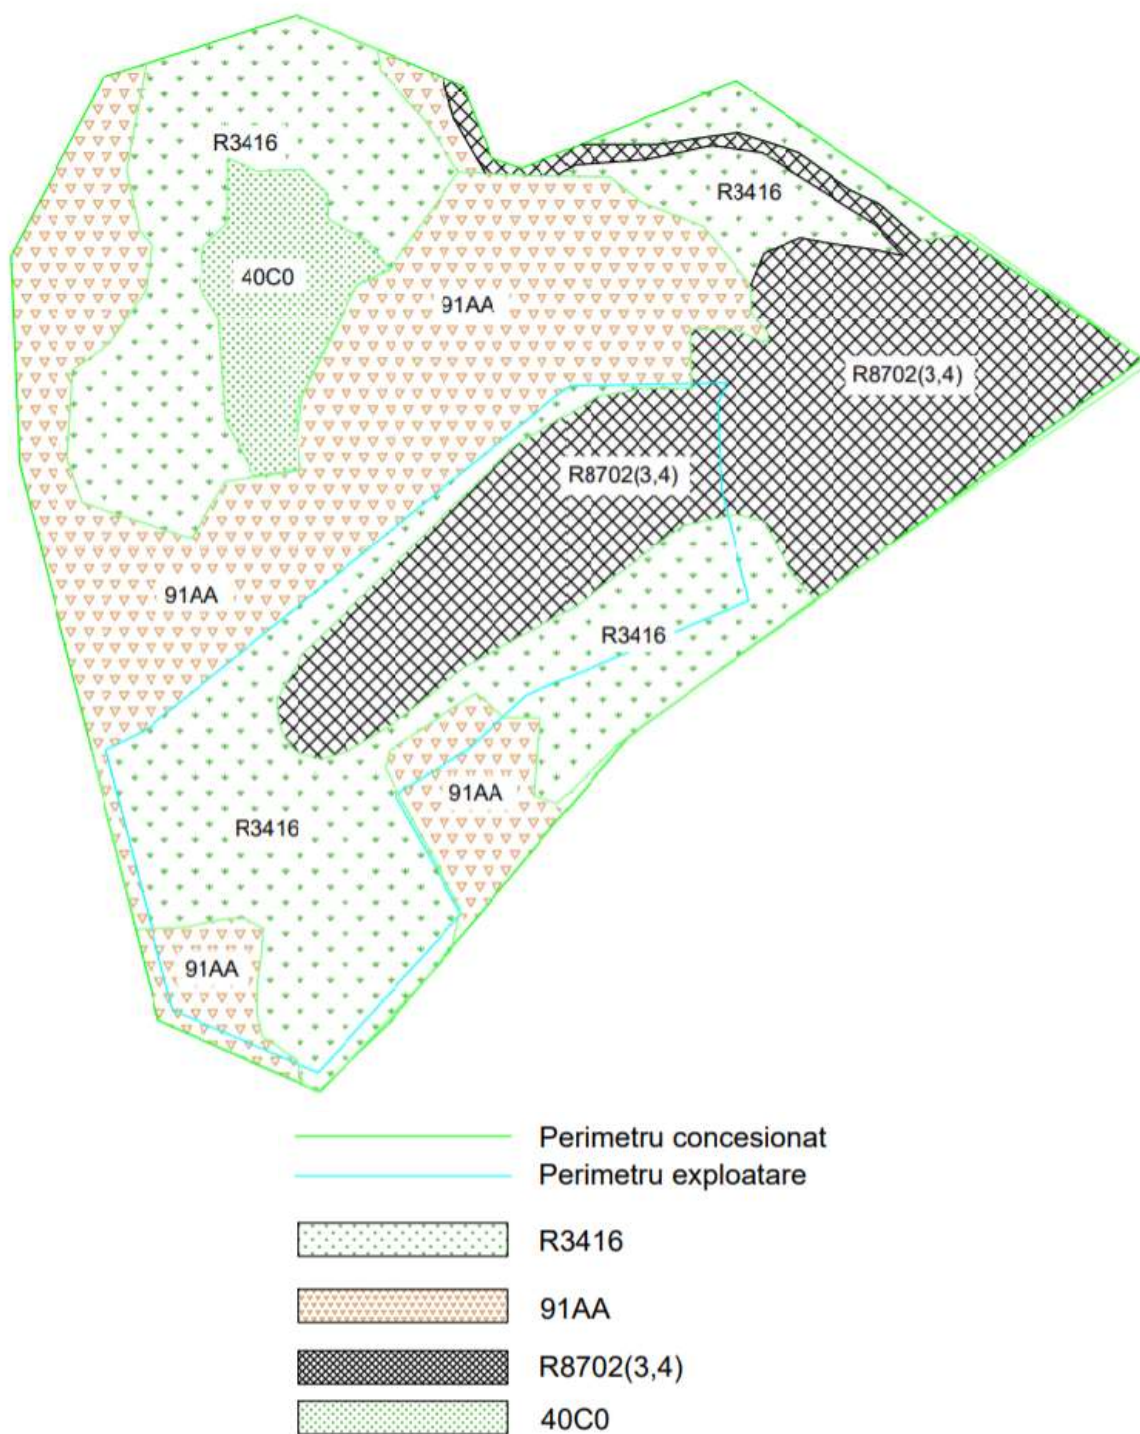 R3416
R3416
40C0
91AA
R8702(3,4)
R8702(3,4)
91AA
R3416
91AA
R3416
91AA
Perimetru concesionat
Perimetru exploatare
R3416
91AA
R8702(3,4)
40C0